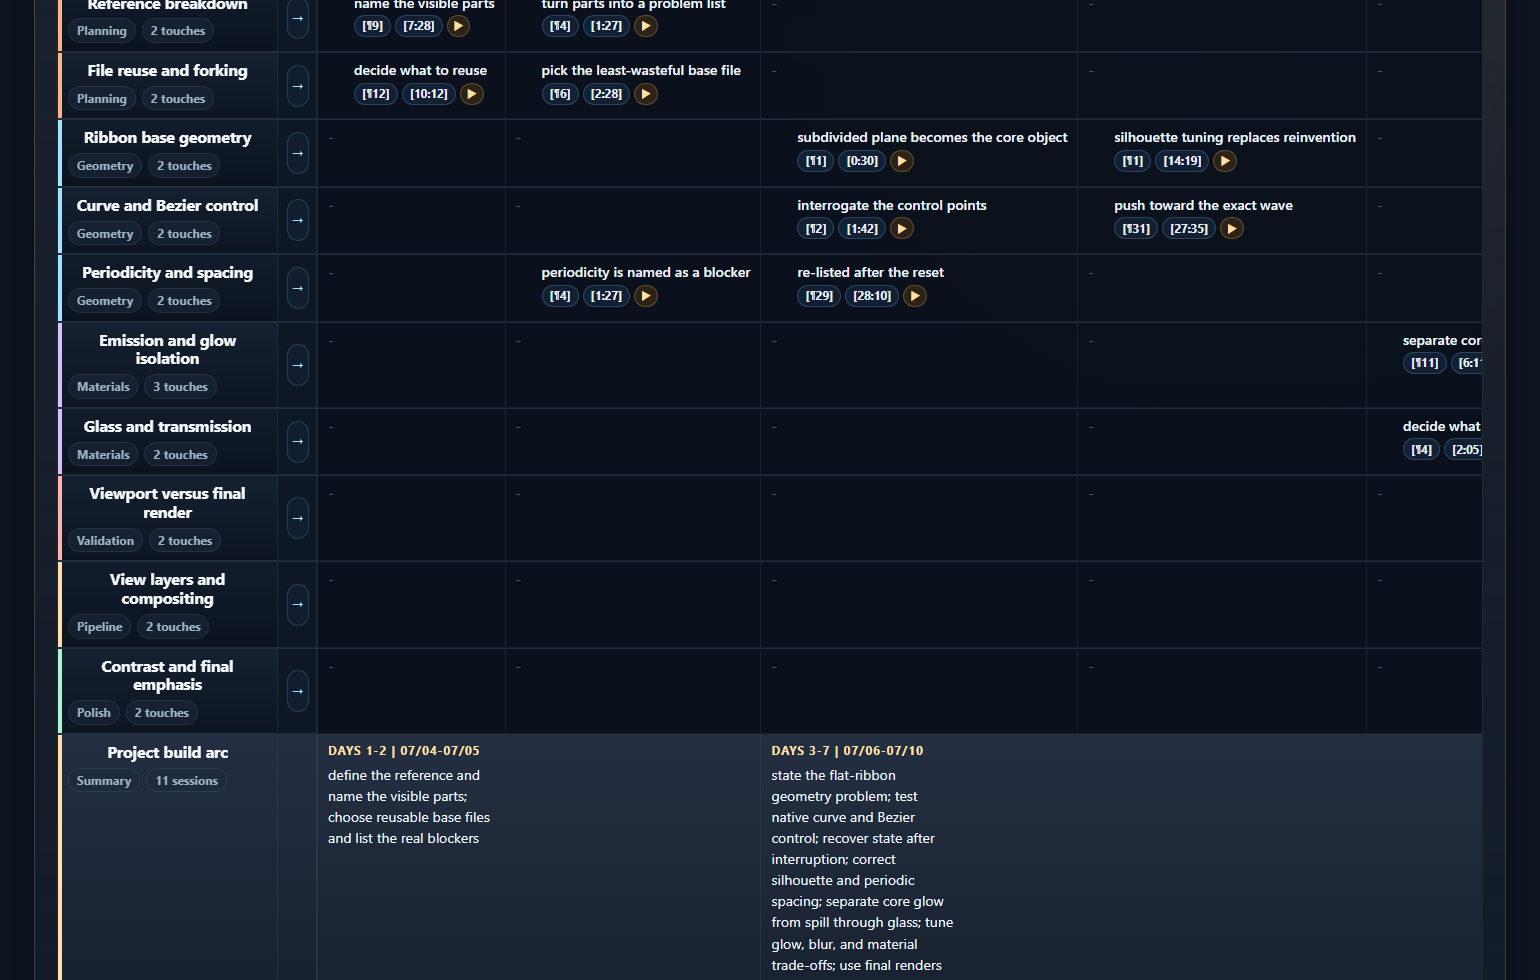 Reference breakdown
Planning 2 touches
→
name the visible parts
[¶9] [7:28]
turn parts into a problem list
[¶4] [1:27]
-
-
-
File reuse and forking
Planning 2 touches
→
decide what to reuse
[¶12] [10:12]
pick the least-wasteful base file
[¶6] [2:28]
-
-
-
Ribbon base geometry
Geometry 2 touches
→
-
-
subdivided plane becomes the core object
[¶1] [0:30]
silhouette tuning replaces reinvention
[¶1] [14:19]
-
Curve and Bezier control
Geometry 2 touches
→
-
-
interrogate the control points
[¶2] [1:42]
push toward the exact wave
[¶31] [27:35]
-
Periodicity and spacing
Geometry 2 touches
→
-
periodicity is named as a blocker
[¶4] [1:27]
re-listed after the reset
[¶29] [28:10]
-
-
Emission and glow
isolation
Materials 3 touches
→
-
-
-
-
separate cor
[¶11] [6:1
Glass and transmission
Materials 2 touches
→
-
-
-
-
decide what
[¶4] [2:05]
Viewport versus final
render
Validation 2 touches
→
-
-
-
-
-
View layers and
compositing
Pipeline 2 touches
→
-
-
-
-
-
Contrast and final
emphasis
Polish 2 touches
→
-
-
-
-
-
Project build arc
Summary 11 sessions
DAYS 1-2 | 07/04-07/05
define the reference and
name the visible parts;
choose reusable base files
and list the real blockers
DAYS 3-7 | 07/06-07/10
state the flat-ribbon
geometry problem; test
native curve and Bezier
control; recover state after
interruption; correct
silhouette and periodic
spacing; separate core glow
from spill through glass; tune
glow, blur, and material
trade-offs; use final renders